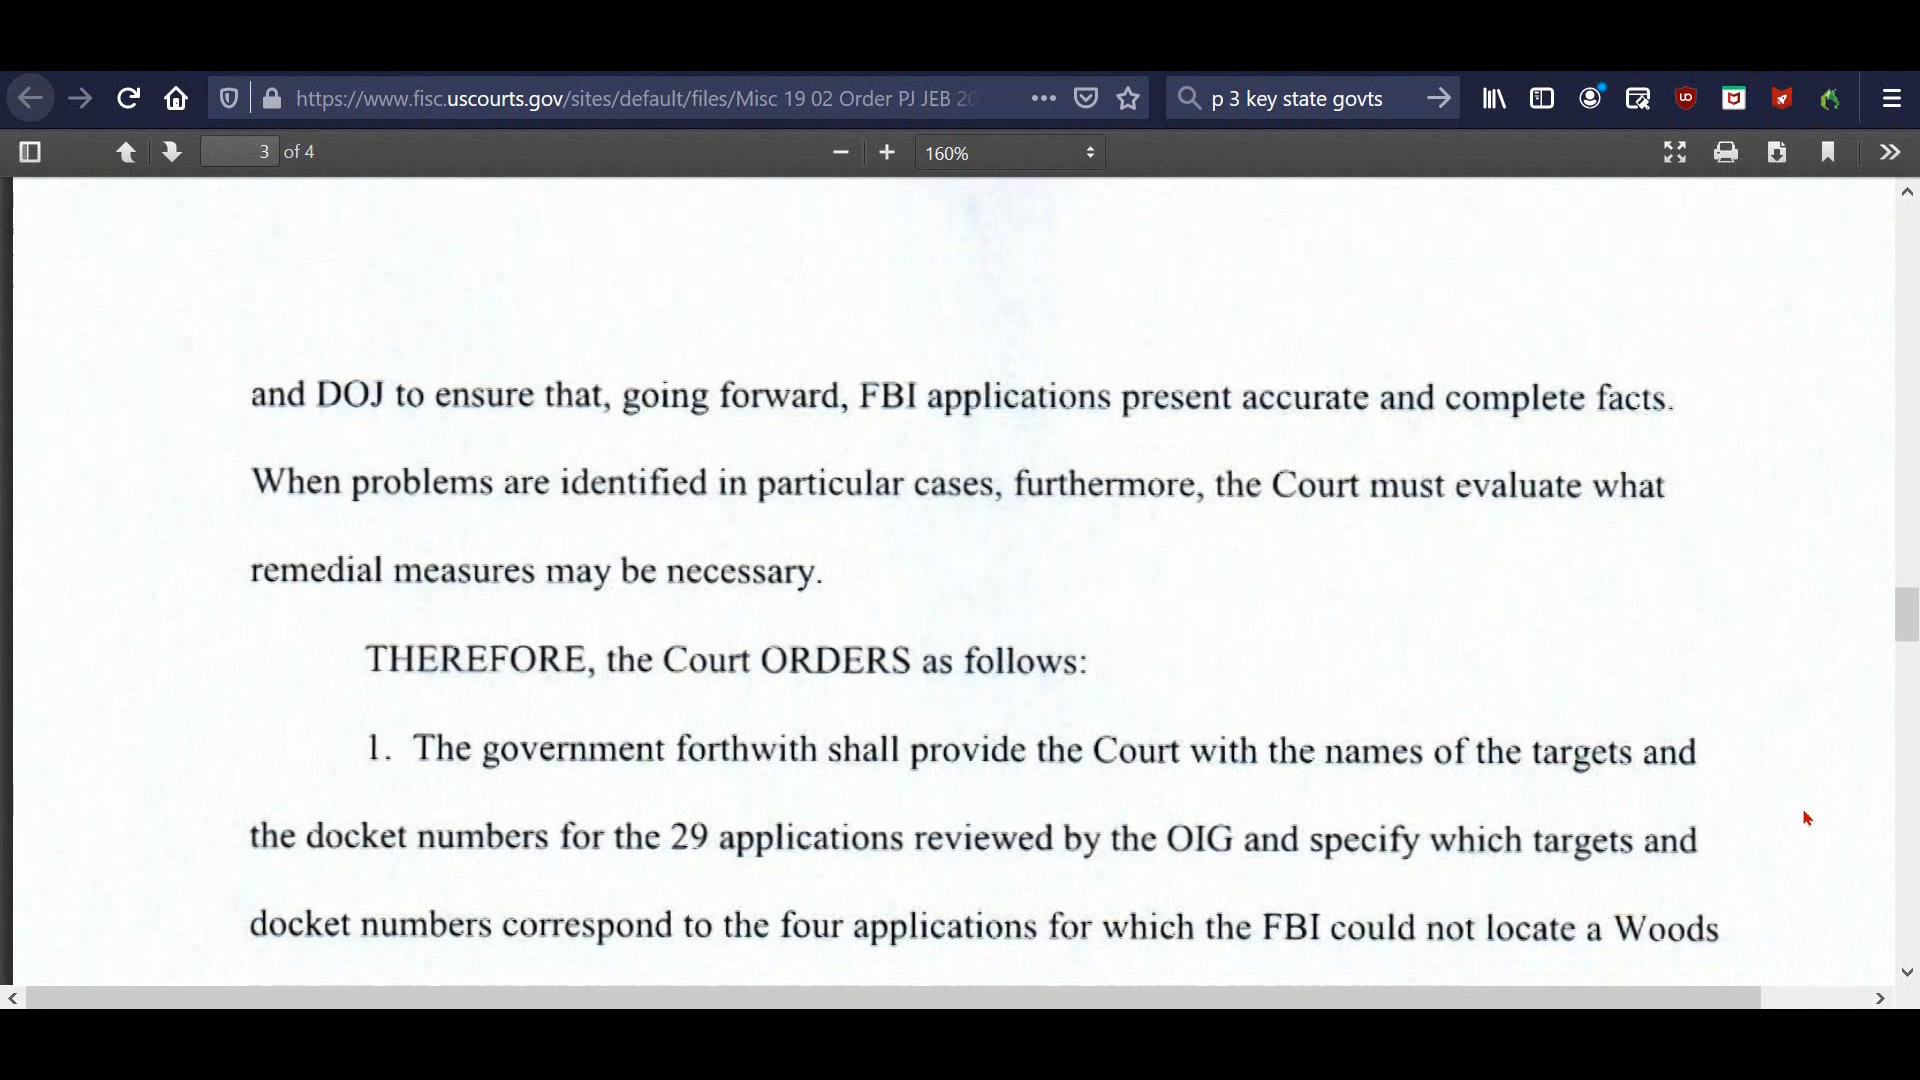 https://www.fisc.uscourts.gov/sites/default/files/Misc 19 02 Order PJ JEB 20
p 3 key state govts
3 of 4
160%
and DOJ to ensure that, going forward, FBI applications present accurate and complete facts.
When problems are identified in particular cases, furthermore, the Court must evaluate what
remedial measures may be necessary.
THEREFORE, the Court ORDERS as follows:
1. The government forthwith shall provide the Court with the names of the targets and
the docket numbers for the 29 applications reviewed by the OIG and specify which targets and
docket numbers correspond to the four applications for which the FBI could not locate a Woods